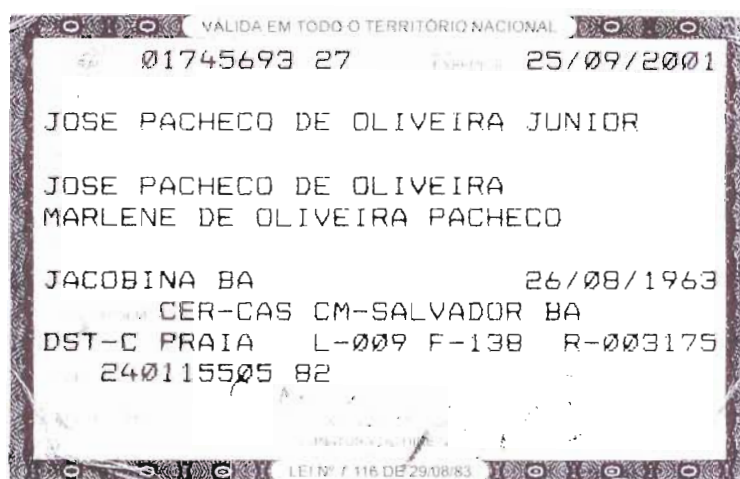 VÁLIDA EM TODO O TERRITÓRIO NACIONAL
01745693 27 25/09/2001
JOSE PACHECO DE OLIVEIRA JUNIOR
JOSE PACHECO DE OLIVEIRA
MARLENE DE OLIVEIRA PACHECO
JACOBINA BA 26/08/1963
CER-CAS CM-SALVADOR BA
DST-C PRAIA L-009 F-138 R-003175
240115505 82
LEI Nº 7.116 DE 29/08/83